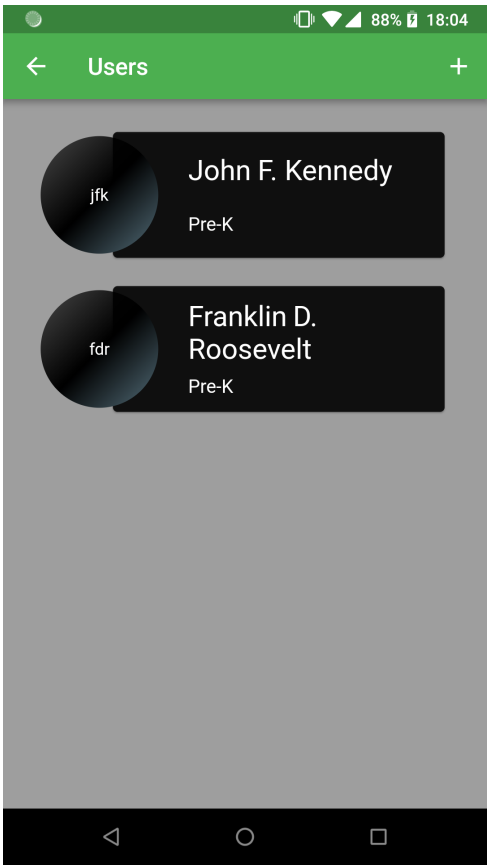 88% 18:04
Users
jfk
John F. Kennedy
Pre-K
fdr
Franklin D.
Roosevelt
Pre-K